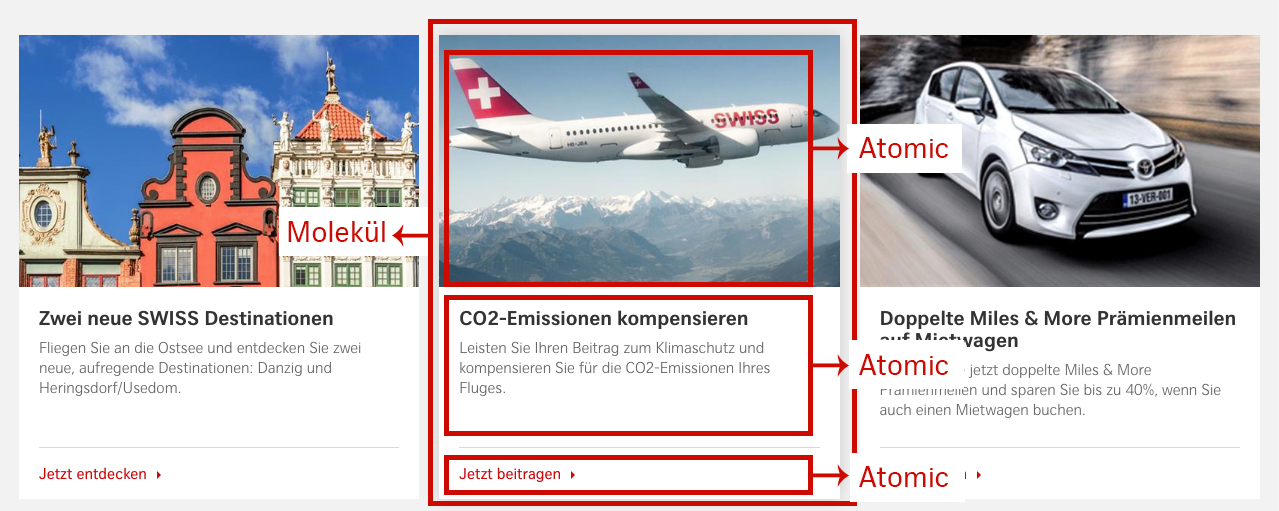 SWISS
HB-JBA
Atomic
13-VER-001
Molekül
Zwei neue SWISS Destinationen
Fliegen Sie an die Ostsee und entdecken Sie zwei
neue, aufregende Destinationen: Danzig und
Heringsdorf/Usedom.
Jetzt entdecken
CO2-Emissionen kompensieren
Leisten Sie Ihren Beitrag zum Klimaschutz und
kompensieren Sie für die CO2-Emissionen Ihres
Fluges.
Jetzt beitragen
Doppelte Miles & More Prämienmeilen
auf Mietwagen
Atomic
jetzt doppelte Miles & More
Prämienmeilen und sparen Sie bis zu 40%, wenn Sie
auch einen Mietwagen buchen.
Atomic